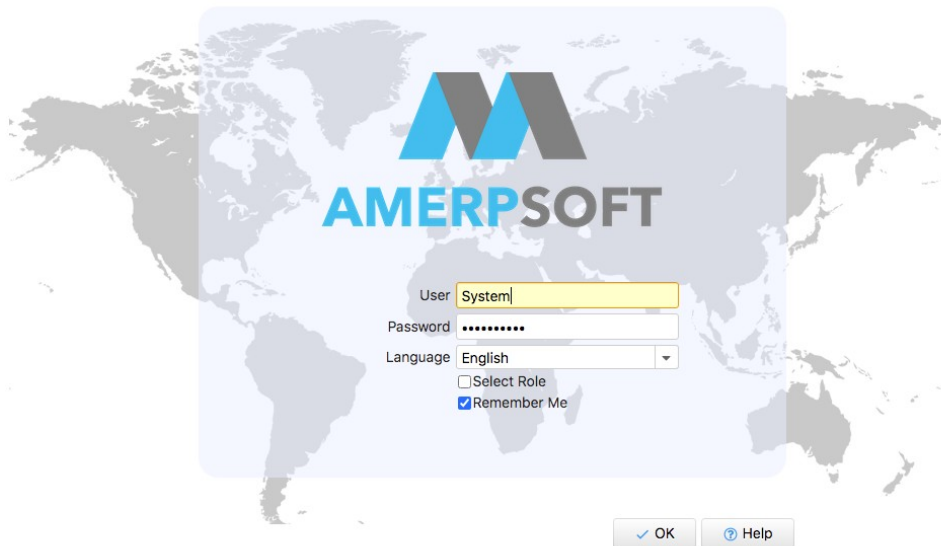 AMERPSOFT
User System
Password ••••••••••
Language English
Select Role
Remember Me
OK Help